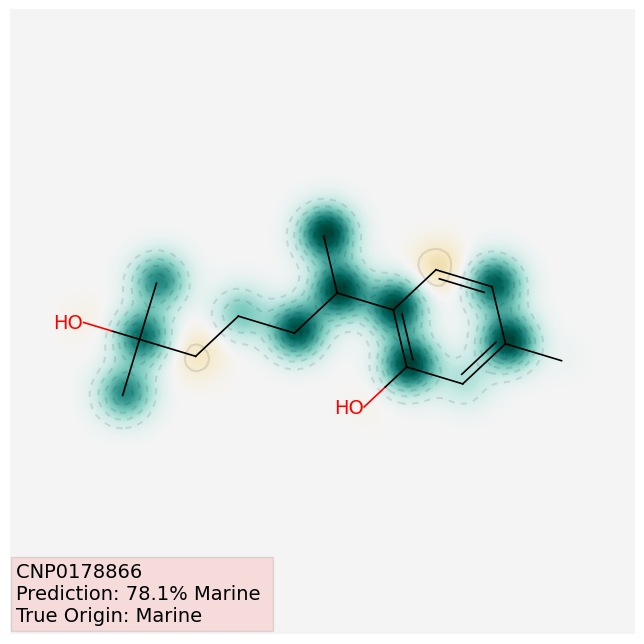 HO
HO
CNP0178866
Prediction: 78.1% Marine
True Origin: Marine